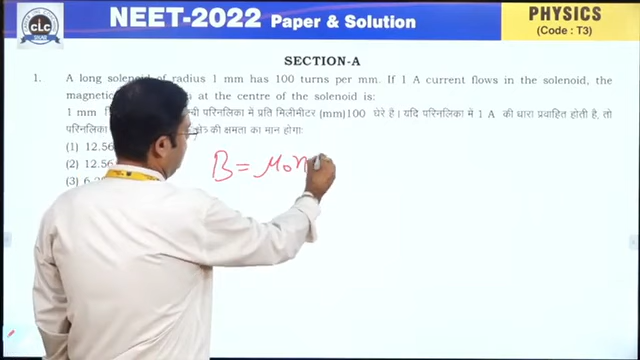 CLC
SIKAR
NEET-2022 Paper & Solution
PHYSICS
(Code : T3)
SECTION-A
1. A long solenoid of radius 1 mm has 100 turns per mm. If 1 A current flows in the solenoid, the
magnetic at the centre of the solenoid is:
1 mm परिनलिका में प्रति मिलीमीटर (mm)100 घेरे है। यदि परिनलिका में 1 A की धारा प्रवाहित होती है, तो
परिनलिका क्षेत्र की क्षमता का मान होगाः
(1) 12.56
(2) 12.56
(3)
B = μ₀n